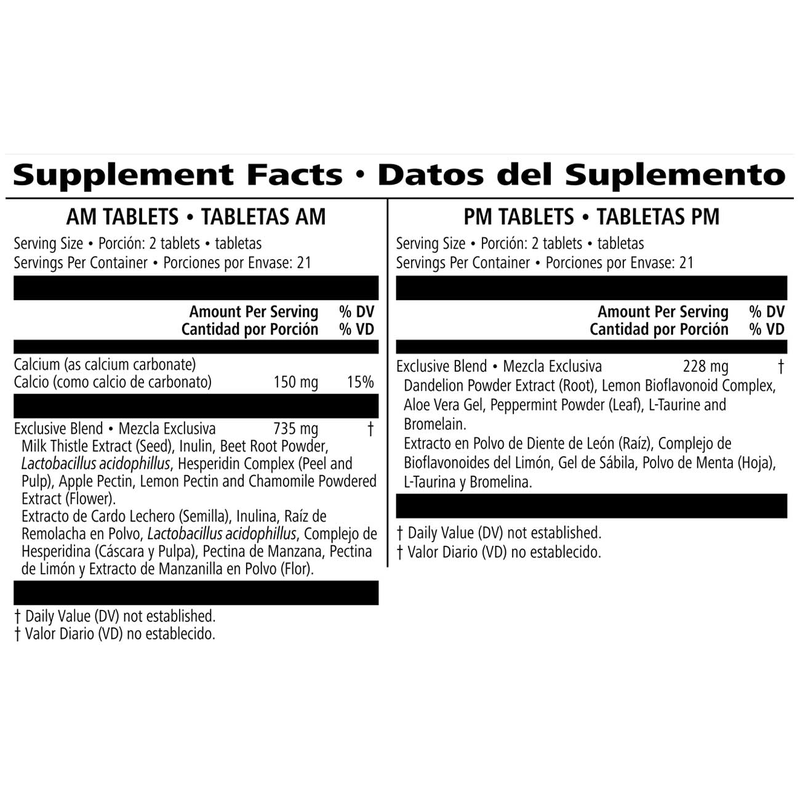 Supplement Facts • Datos del Suplemento
AM TABLETS • TABLETAS AM
Serving Size • Porción: 2 tablets • tabletas
Servings Per Container • Porciones por Envase: 21
Amount Per Serving % DV
Cantidad por Porción % VD
Calcium (as calcium carbonate)
Calcio (como calcio de carbonato) 150 mg 15%
Exclusive Blend • Mezcla Exclusiva 735 mg †
Milk Thistle Extract (Seed), Inulin, Beet Root Powder,
Lactobacillus acidophillus, Hesperidin Complex (Peel and
Pulp), Apple Pectin, Lemon Pectin and Chamomile Powdered
Extract (Flower).
Extracto de Cardo Lechero (Semilla), Inulina, Raíz de
Remolacha en Polvo, Lactobacillus acidophillus, Complejo de
Hesperidina (Cáscara y Pulpa), Pectina de Manzana, Pectina
de Limón y Extracto de Manzanilla en Polvo (Flor).
† Daily Value (DV) not established.
† Valor Diario (VD) no establecido.
PM TABLETS • TABLETAS PM
Serving Size • Porción: 2 tablets • tabletas
Servings Per Container • Porciones por Envase: 21
Amount Per Serving % DV
Cantidad por Porción % VD
Exclusive Blend • Mezcla Exclusiva 228 mg †
Dandelion Powder Extract (Root), Lemon Bioflavonoid Complex,
Aloe Vera Gel, Peppermint Powder (Leaf), L-Taurine and
Bromelain.
Extracto en Polvo de Diente de León (Raíz), Complejo de
Bioflavonoides del Limón, Gel de Sábila, Polvo de Menta (Hoja),
L-Taurina y Bromelina.
† Daily Value (DV) not established.
† Valor Diario (VD) no establecido.